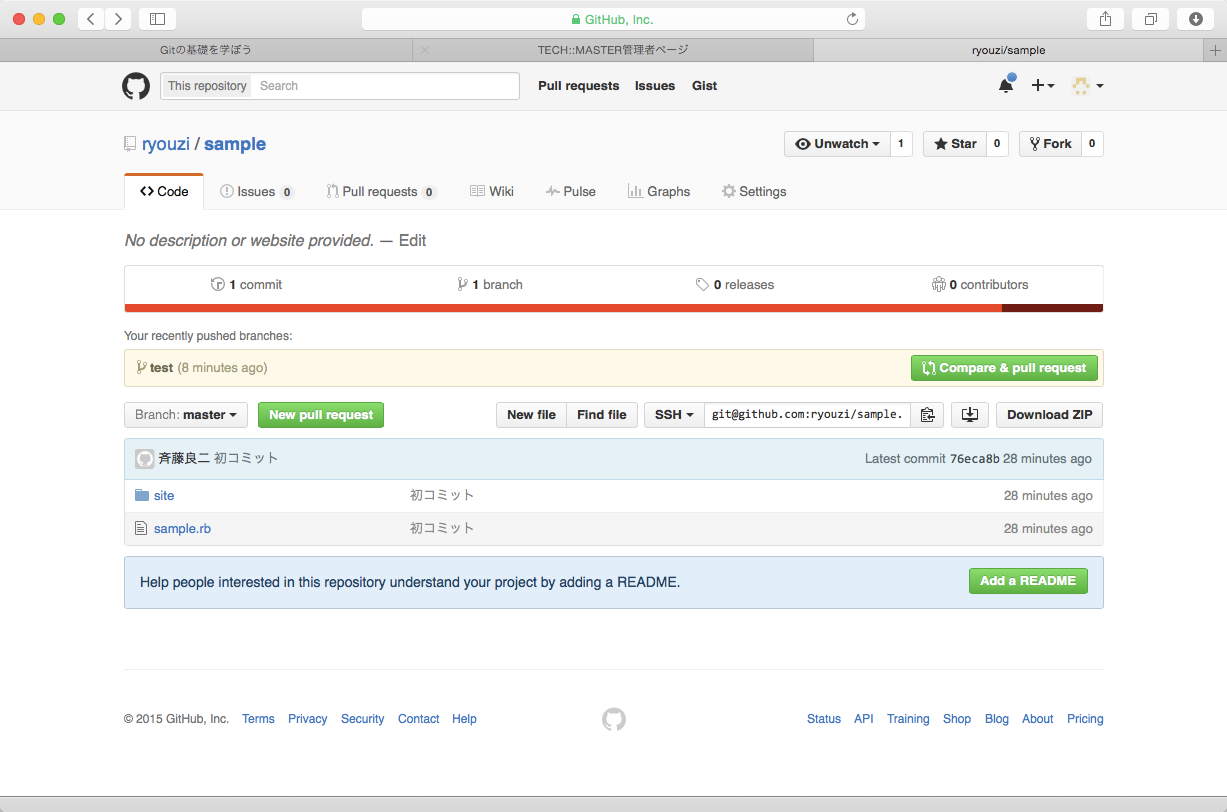 GitHub, Inc.
Gitの基礎を学ぼう
TECH::MASTER管理者ページ
ryouzi/sample
This repository Search Pull requests Issues Gist
ryouzi / sample Unwatch 1 Star 0 Fork 0
Code Issues 0 Pull requests 0 Wiki Pulse Graphs Settings
No description or website provided. — Edit
1 commit 1 branch 0 releases 0 contributors
Your recently pushed branches:
test (8 minutes ago) Compare & pull request
Branch: master New pull request New file Find file SSH git@github.com:ryouzi/sample. Download ZIP
斉藤良二 初コミット Latest commit 76eca8b 28 minutes ago
site 初コミット 28 minutes ago
sample.rb 初コミット 28 minutes ago
Help people interested in this repository understand your project by adding a README. Add a README
© 2015 GitHub, Inc. Terms Privacy Security Contact Help Status API Training Shop Blog About Pricing